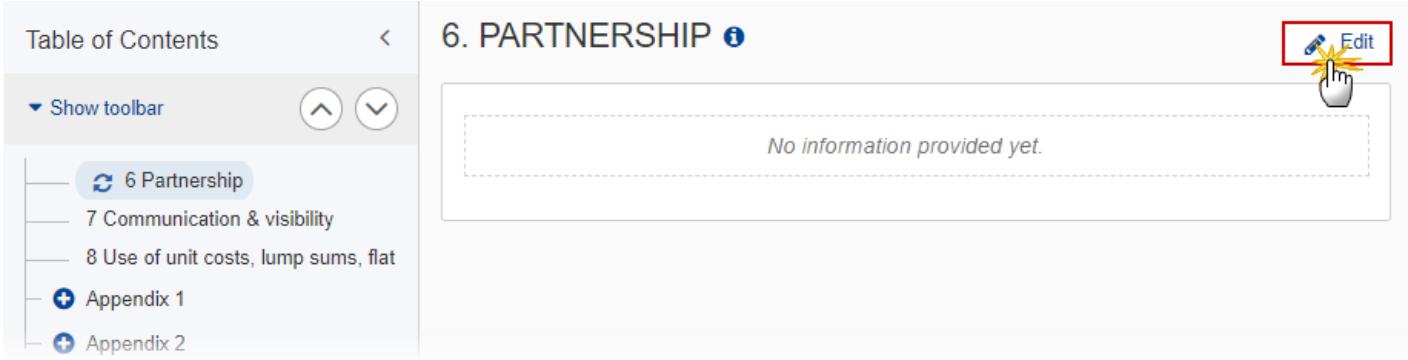 Table of Contents
Show toolbar
6 Partnership
7 Communication & visibility
8 Use of unit costs, lump sums, flat
Appendix 1
Appendix 2
6. PARTNERSHIP
Edit
No information provided yet.